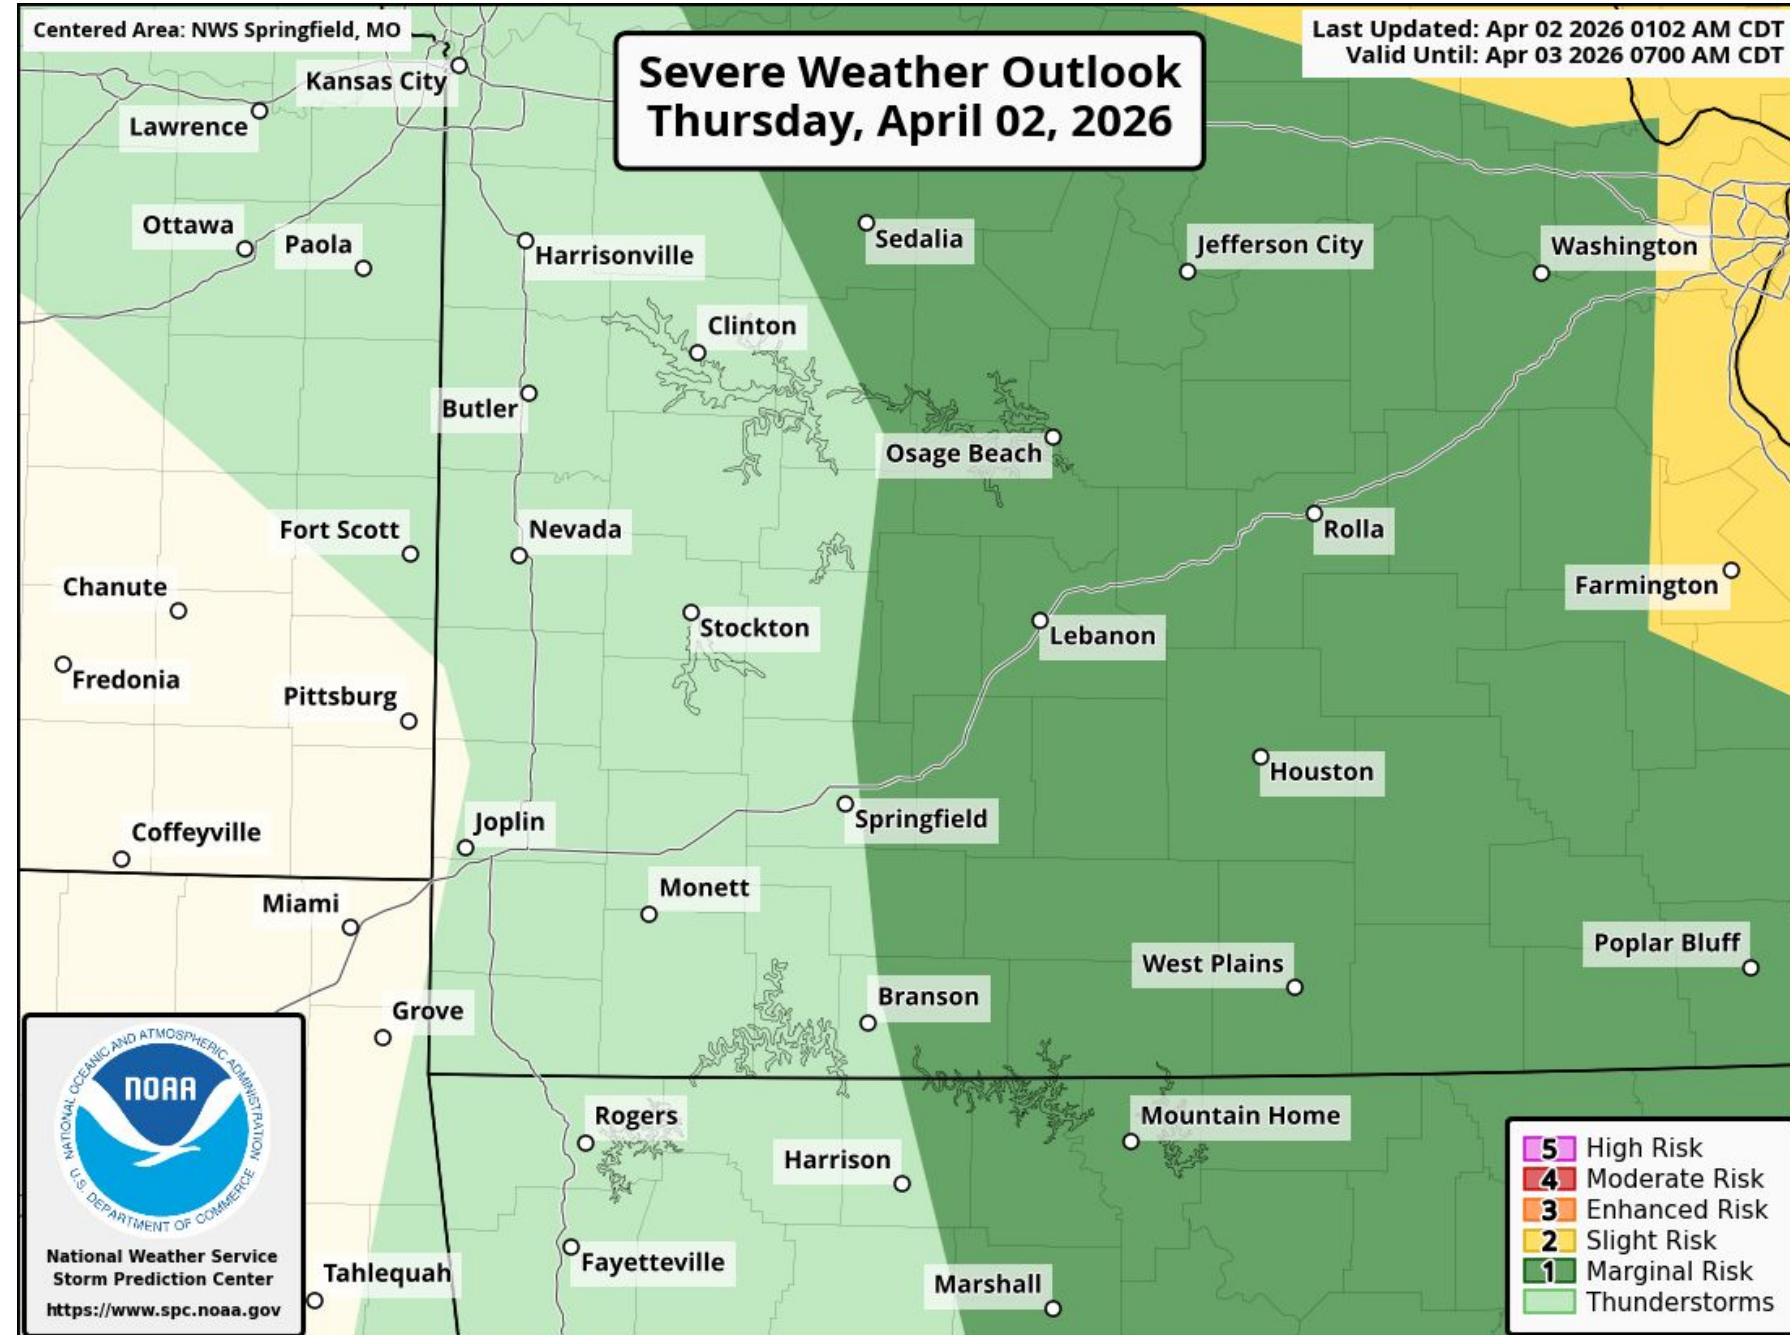 Centered Area: NWS Springfield, MO
Last Updated: Apr 02 2026 0102 AM CDT
Valid Until: Apr 03 2026 0700 AM CDT
Severe Weather Outlook
Thursday, April 02, 2026
Kansas City
Lawrence
Ottawa
Paola
Harrisonville
Sedalia
Jefferson City
Washington
Clinton
Butler
Osage Beach
Fort Scott
Nevada
Rolla
Chanute
Farmington
Stockton
Lebanon
Fredonia
Pittsburg
Houston
Coffeyville
Joplin
Springfield
Miami
Monett
Poplar Bluff
West Plains
Branson
Grove
Rogers
Mountain Home
Harrison
Fayetteville
Tahlequah
Marshall
NATIONAL OCEANIC AND ATMOSPHERIC ADMINISTRATION
NOAA
U.S. DEPARTMENT OF COMMERCE
National Weather Service
Storm Prediction Center
https://www.spc.noaa.gov
5 High Risk
4 Moderate Risk
3 Enhanced Risk
2 Slight Risk
1 Marginal Risk
Thunderstorms